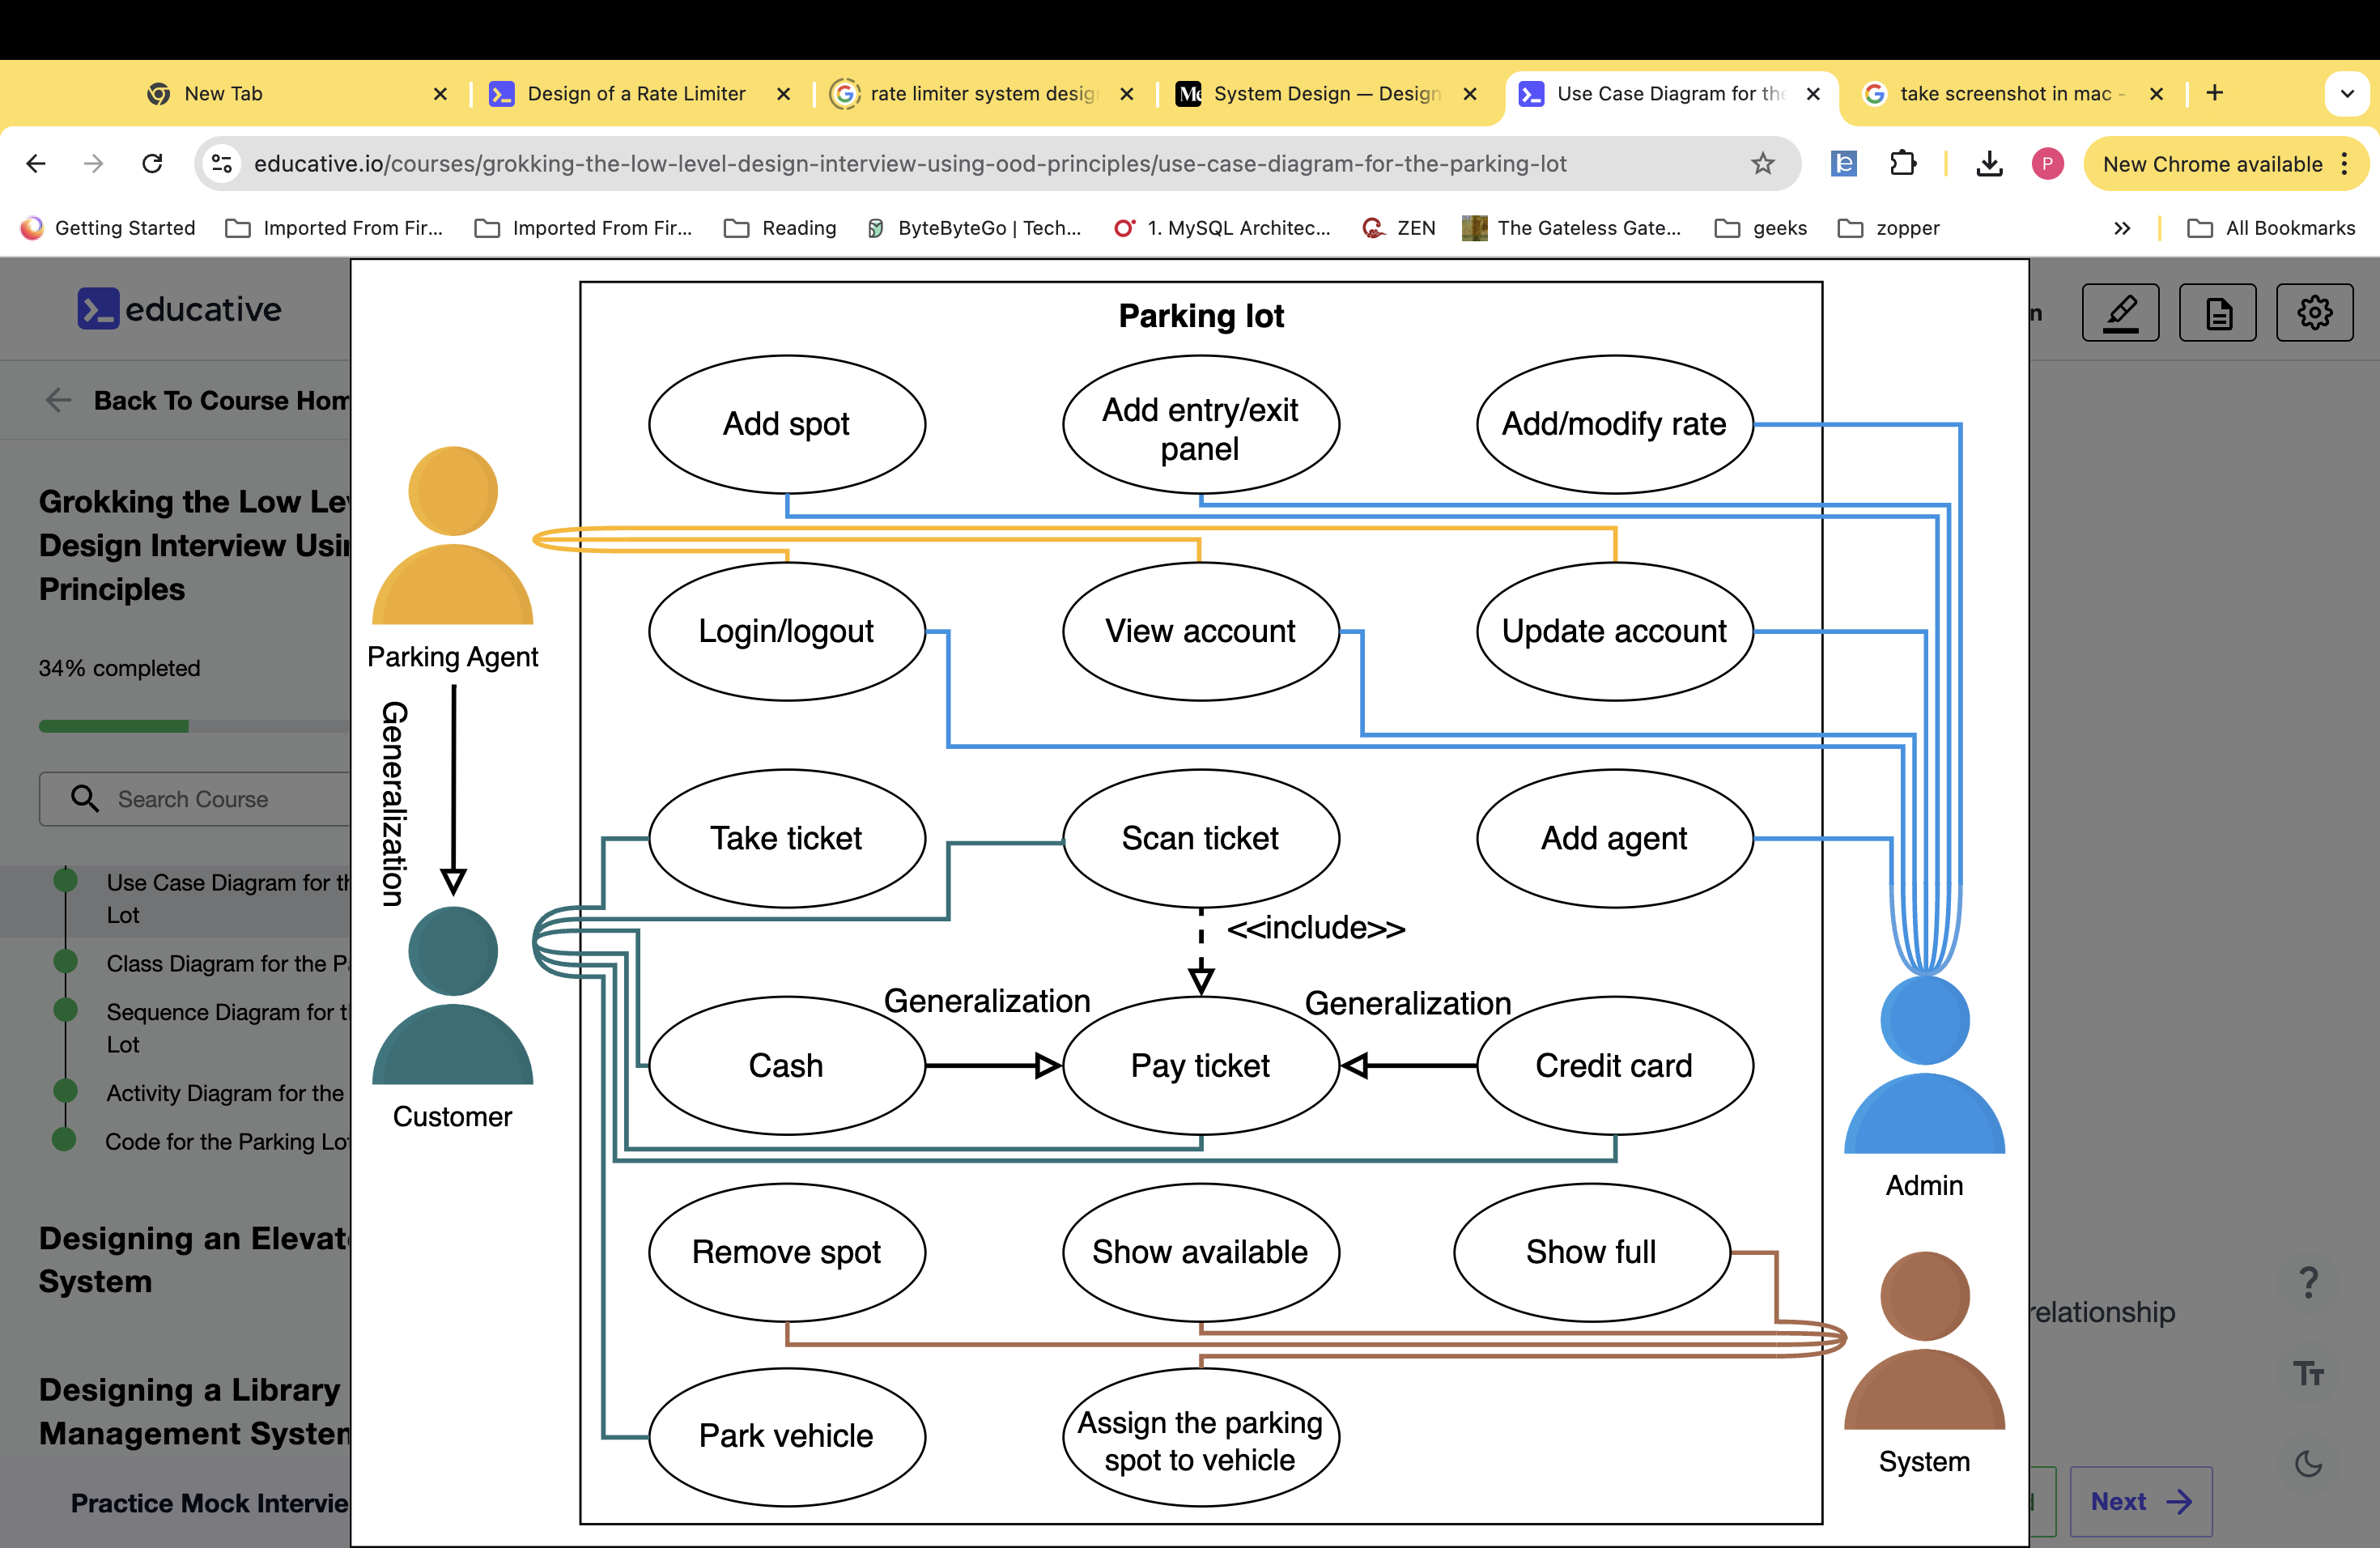 New Tab
Design of a Rate Limiter
rate limiter system desig
System Design — Design
Use Case Diagram for the
take screenshot in mac -
educative.io/courses/grokking-the-low-level-design-interview-using-ood-principles/use-case-diagram-for-the-parking-lot
P
New Chrome available
Getting Started
Imported From Fir...
Imported From Fir...
Reading
ByteByteGo | Tech...
1. MySQL Architec...
ZEN
The Gateless Gate...
geeks
zopper
All Bookmarks
educative
Back To Course Hom
Grokking the Low Lev
Design Interview Usin
Principles
34% completed
Search Course
Use Case Diagram for th
Lot
Class Diagram for the P
Sequence Diagram for t
Lot
Activity Diagram for the
Code for the Parking Lo
Designing an Elevat
System
Designing a Library
Management System
Practice Mock Intervie
Parking lot
Add spot
Add entry/exit
panel
Add/modify rate
Parking Agent
Login/logout
View account
Update account
Generalization
Take ticket
Scan ticket
Add agent
<<include>>
Generalization
Generalization
Cash
Pay ticket
Credit card
Customer
Admin
Remove spot
Show available
Show full
Park vehicle
Assign the parking
spot to vehicle
System
n
relationship
?
Next